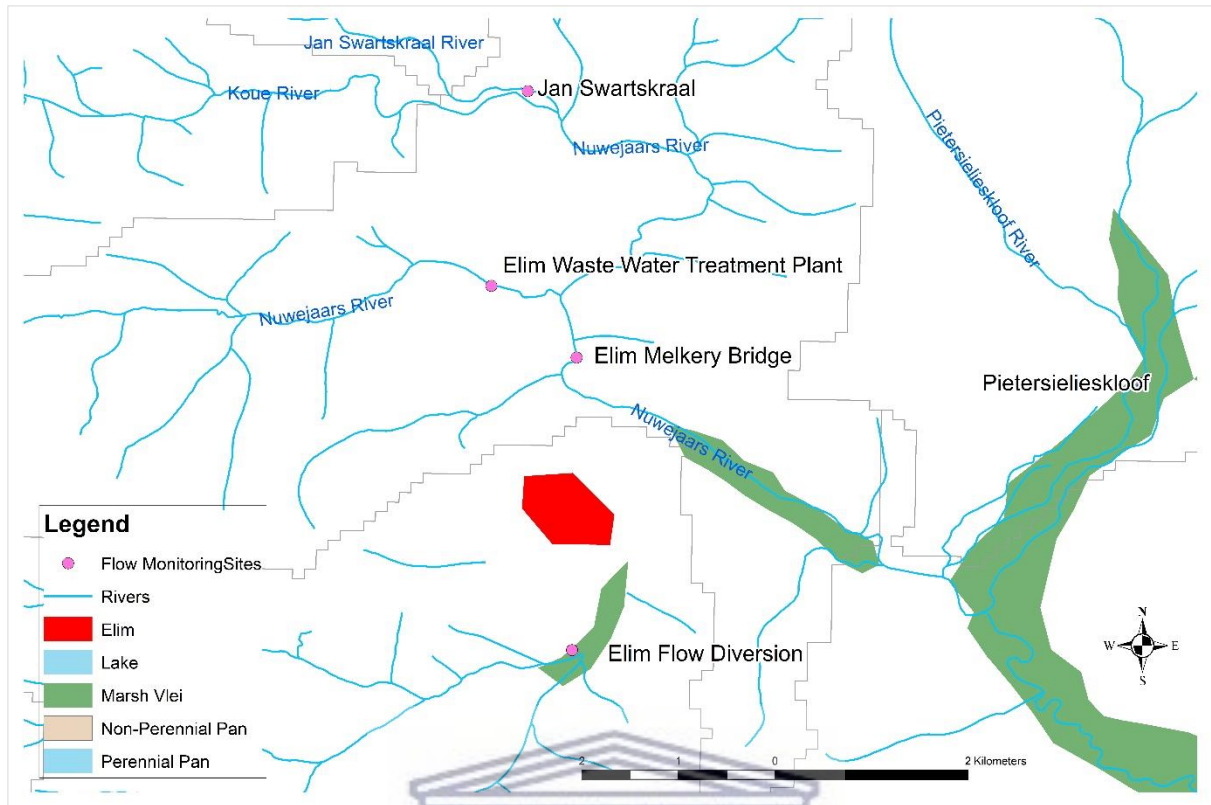 Jan Swartskraal River
Koue River
Jan Swartskraal
Nuwejaars River
Pietersielieskloof River
Elim Waste Water Treatment Plant
Nuwejaars River
Elim Melkery Bridge
Pietersielieskloof
Nuwejaars River
Legend
Flow MonitoringSites
Rivers
Elim
Lake
Marsh Vlei
Non-Perennial Pan
Perennial Pan
Elim Flow Diversion
N
W E
S
2 1 0 2 Kilometers